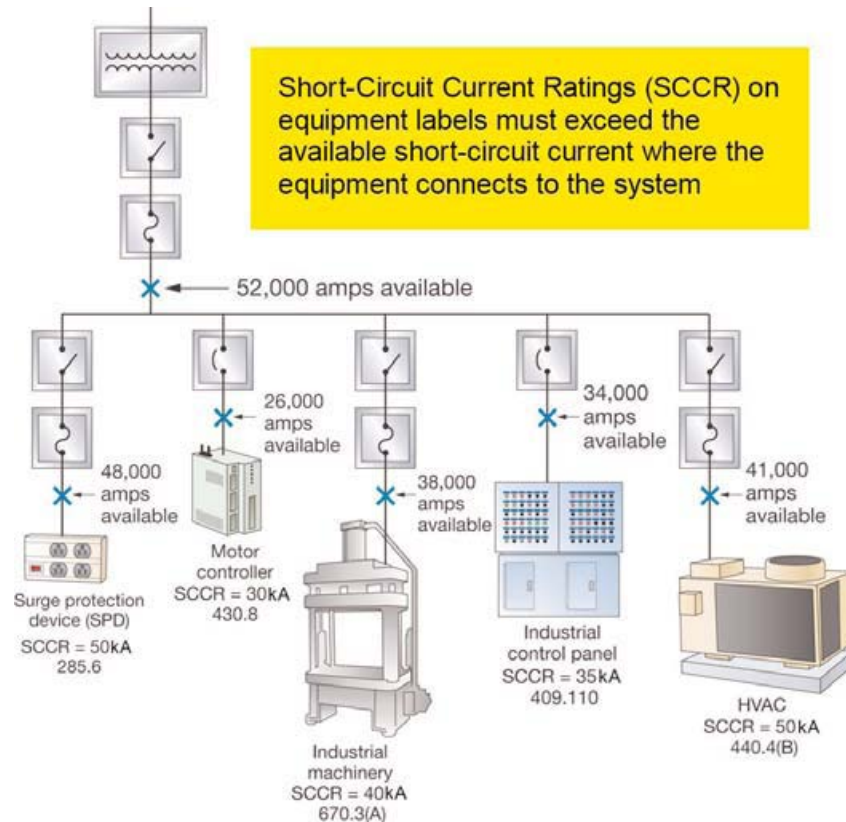 Short-Circuit Current Ratings (SCCR) on
equipment labels must exceed the
available short-circuit current where the
equipment connects to the system
52,000 amps available
48,000
amps
available
Surge protection
device (SPD)
SCCR = 50kA
285.6
26,000
amps
available
Motor
controller
SCCR = 30kA
430.8
38,000
amps
available
Industrial
machinery
SCCR = 40kA
670.3(A)
34,000
amps
available
Industrial
control panel
SCCR = 35kA
409.110
41,000
amps
available
HVAC
SCCR = 50kA
440.4(B)